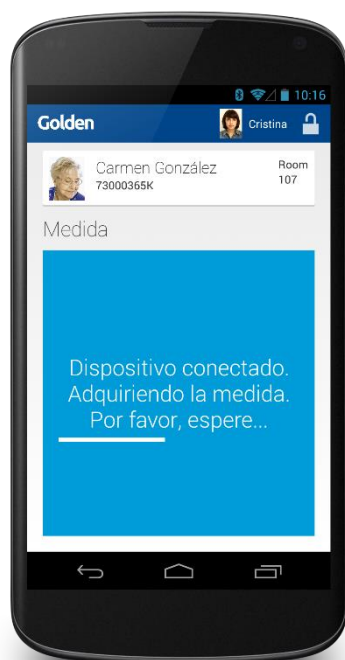 10:16
Golden
Cristina
Carmen González
Room
73000365K
107
Medida
Dispositivo conectado.
Adquiriendo la medida.
Por favor, espere...